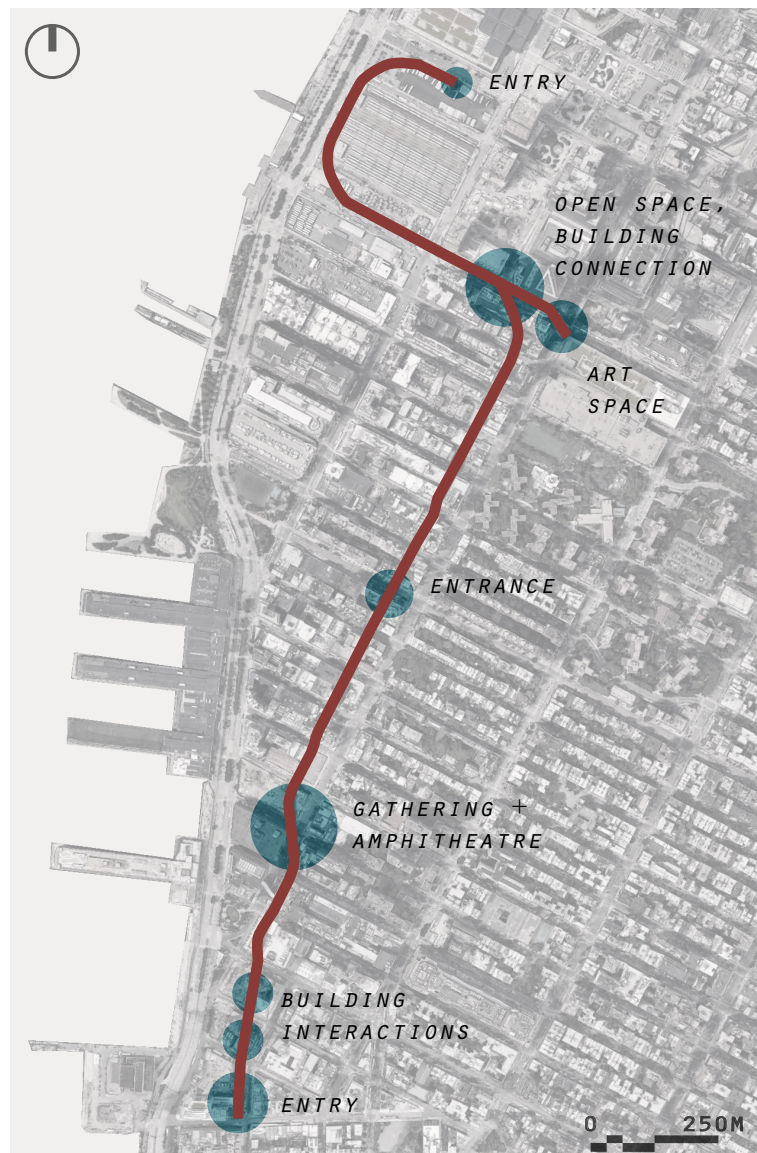 ENTRY
OPEN SPACE,
BUILDING
CONNECTION
ART
SPACE
ENTRANCE
GATHERING +
AMPHITHEATRE
BUILDING
INTERACTIONS
ENTRY
0 250M